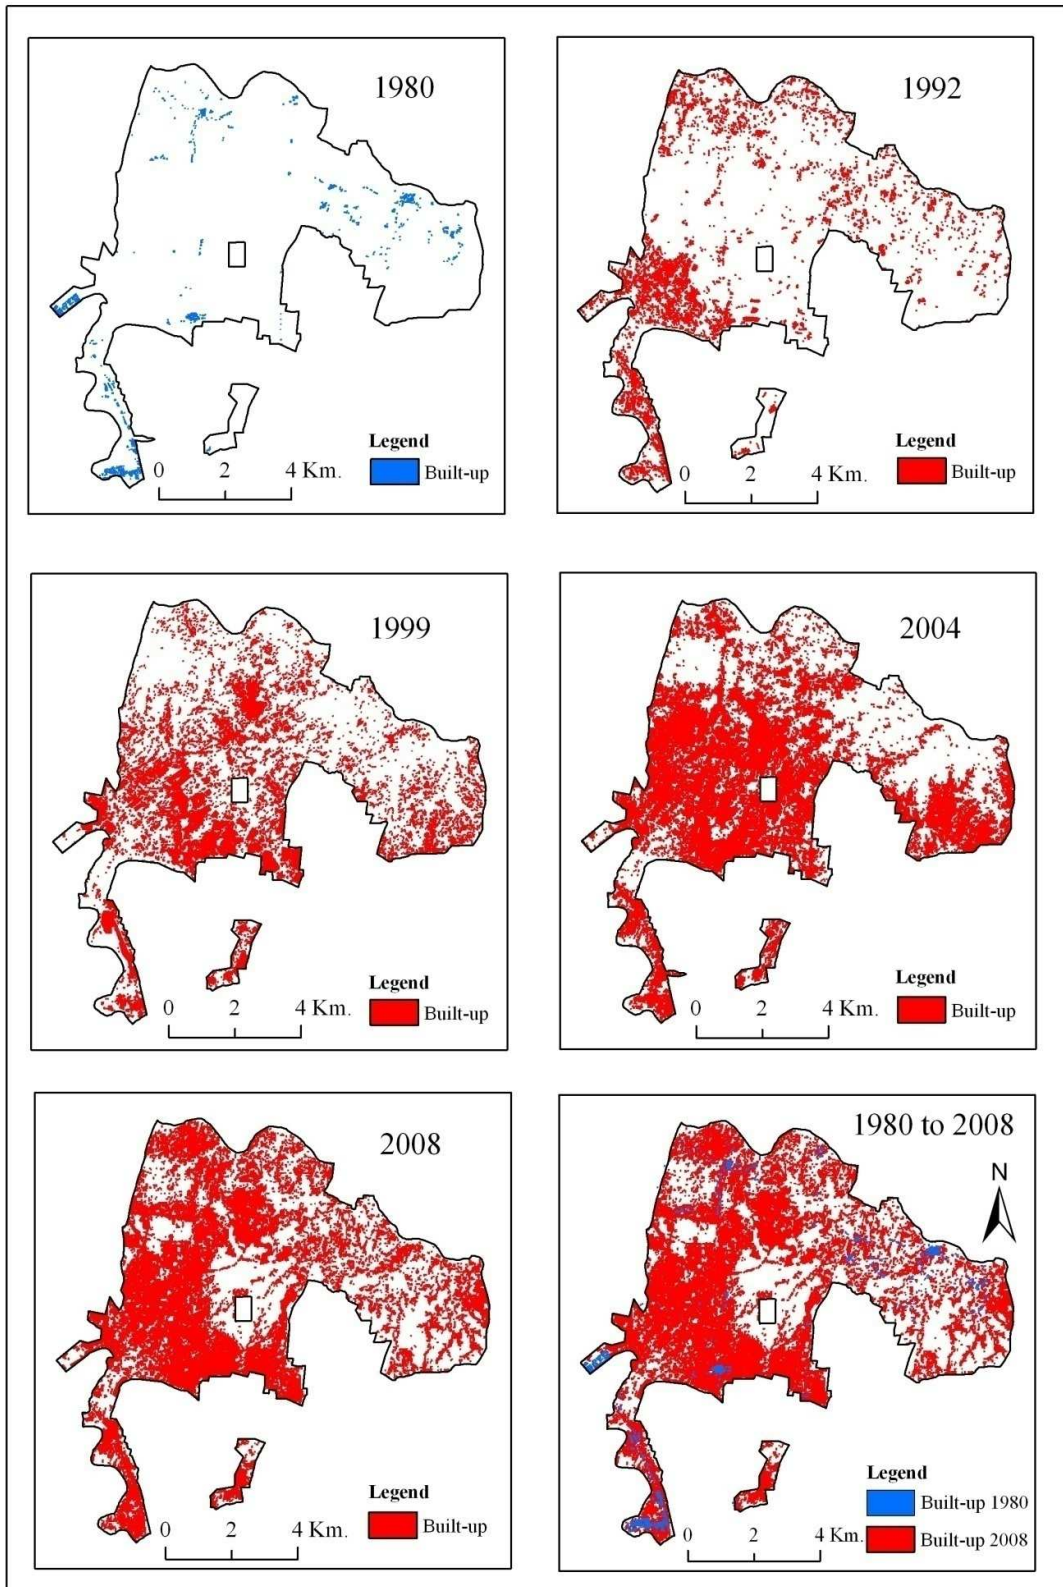 1980
Legend
Built-up
0 2 4 Km.
1992
Legend
Built-up
0 2 4 Km.
1999
Legend
Built-up
0 2 4 Km.
2004
Legend
Built-up
0 2 4 Km.
2008
Legend
Built-up
0 2 4 Km.
1980 to 2008
N
Legend
Built-up 1980
Built-up 2008
0 2 4 Km.